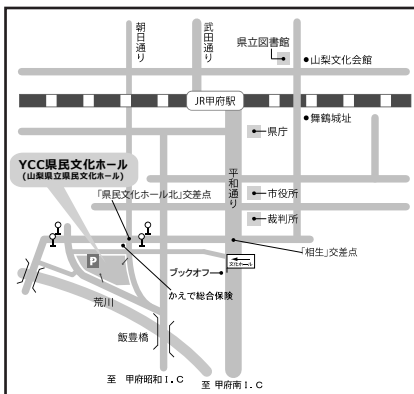 朝日通り
武田通り
県立図書館
山梨文化会館
JR甲府駅
舞鶴城址
県庁
YCC県民文化ホール
(山梨県立県民文化ホール)
平和通り
市役所
「県民文化ホール北」交差点
裁判所
「相生」交差点
文化ホール
ブックオフ
P
かえで総合保険
荒川
飯豊橋
至 甲府昭和I.C
至 甲府南I.C